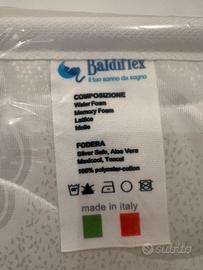 Baldiflex
il tuo sonno da sogno
COMPOSIZIONE
Water Foam
Memory Foam
Lattice
Molle
FODERA
Silver Safe, Aloe Vera
Maxicool, Tencel
100% polyester-cotton
made in italy
subito